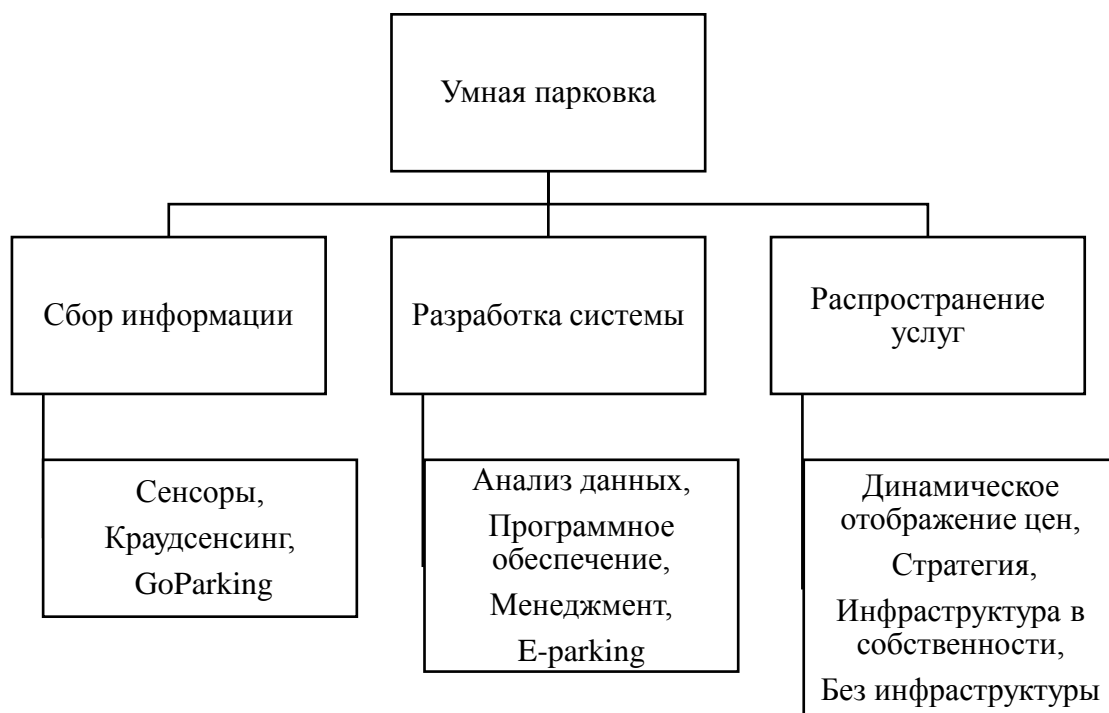 Умная парковка
Сбор информации
Разработка системы
Распространение
услуг
Сенсоры,
Краудсенсинг,
GoParking
Анализ данных,
Программное
обеспечение,
Менеджмент,
E-parking
Динамическое
отображение цен,
Стратегия,
Инфраструктура в
собственности,
Без инфраструктуры